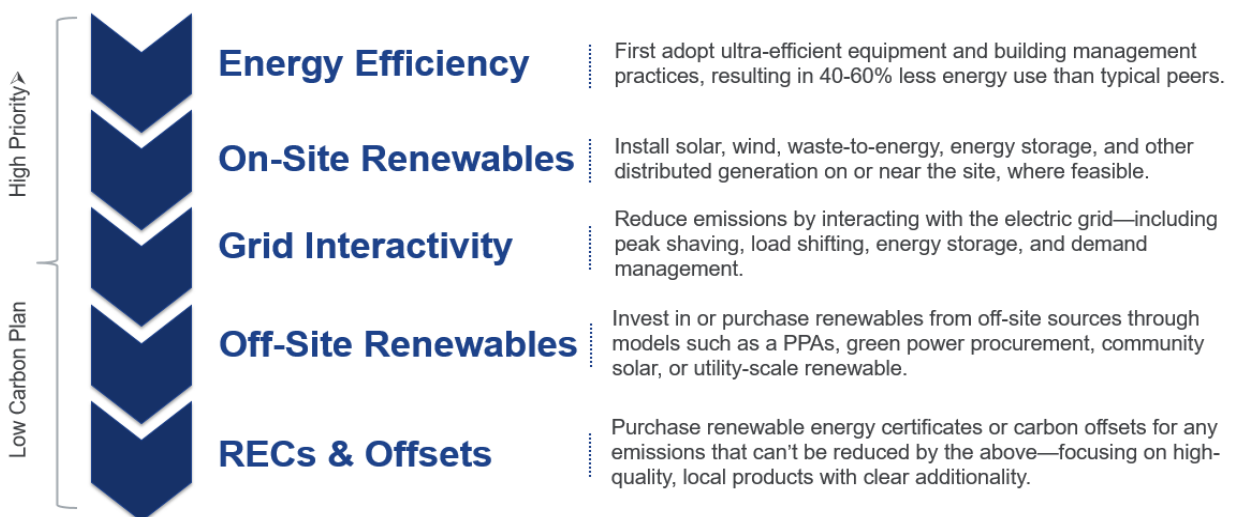 High Priority
Low Carbon Plan
Energy Efficiency
First adopt ultra-efficient equipment and building management
practices, resulting in 40-60% less energy use than typical peers.
On-Site Renewables
Install solar, wind, waste-to-energy, energy storage, and other
distributed generation on or near the site, where feasible.
Grid Interactivity
Reduce emissions by interacting with the electric grid—including
peak shaving, load shifting, energy storage, and demand
management.
Off-Site Renewables
Invest in or purchase renewables from off-site sources through
models such as a PPAs, green power procurement, community
solar, or utility-scale renewable.
RECs & Offsets
Purchase renewable energy certificates or carbon offsets for any
emissions that can’t be reduced by the above—focusing on high-
quality, local products with clear additionality.